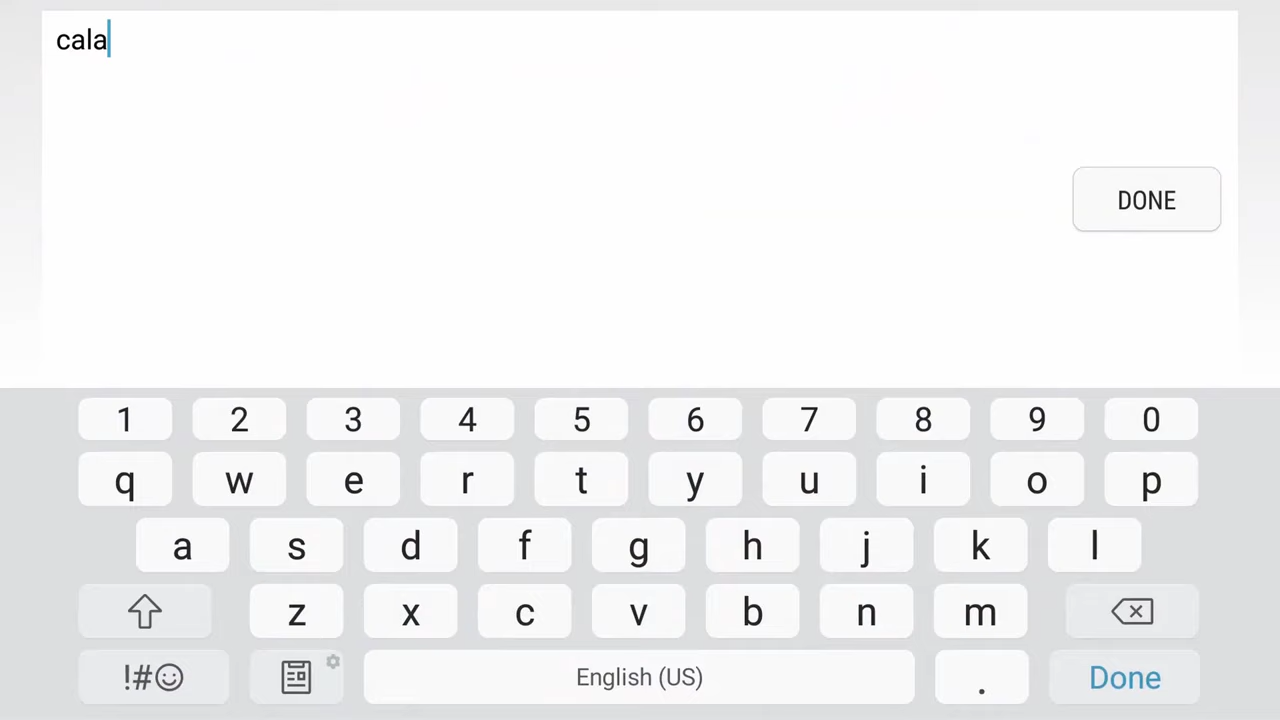 cala
DONE
1 2 3 4 5 6 7 8 9 0
q w e r t y u i o p
a s d f g h j k l
z x c v b n m
!#☺ English (US) . Done